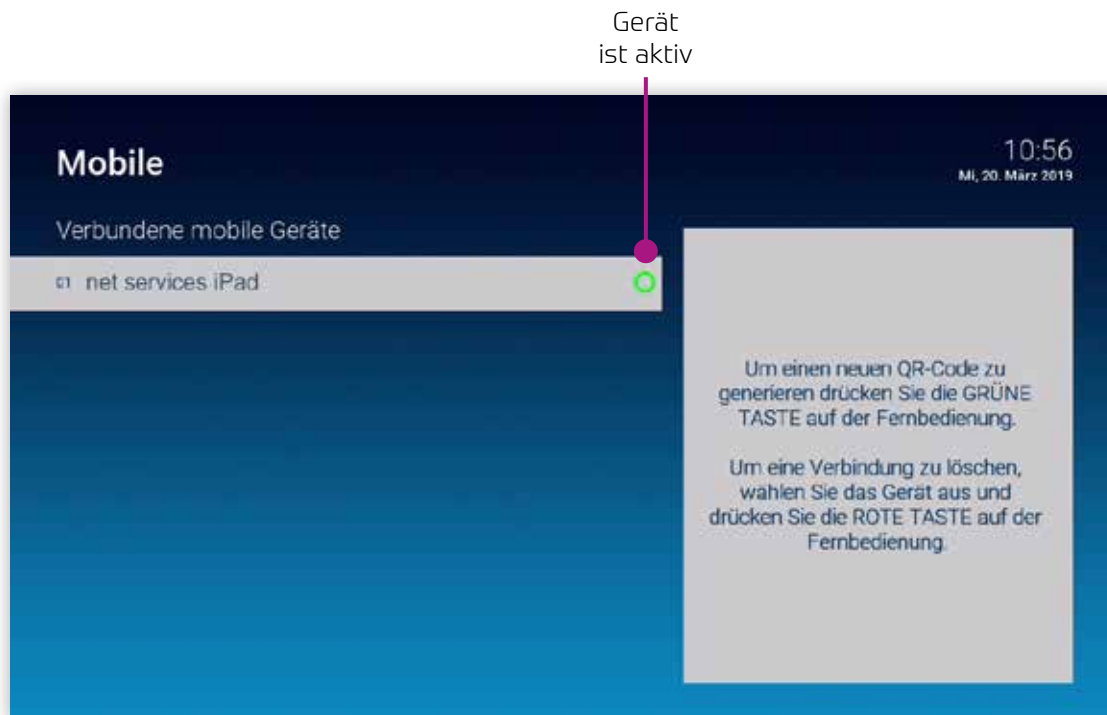 Gerät
ist aktiv
Mobile
10:56
Mi, 20. März 2019
Verbundene mobile Geräte
01 net services iPad
Um einen neuen QR-Code zu
generieren drücken Sie die GRÜNE
TASTE auf der Fernbedienung.
Um eine Verbindung zu löschen,
wählen Sie das Gerät aus und
drücken Sie die ROTE TASTE auf der
Fernbedienung.